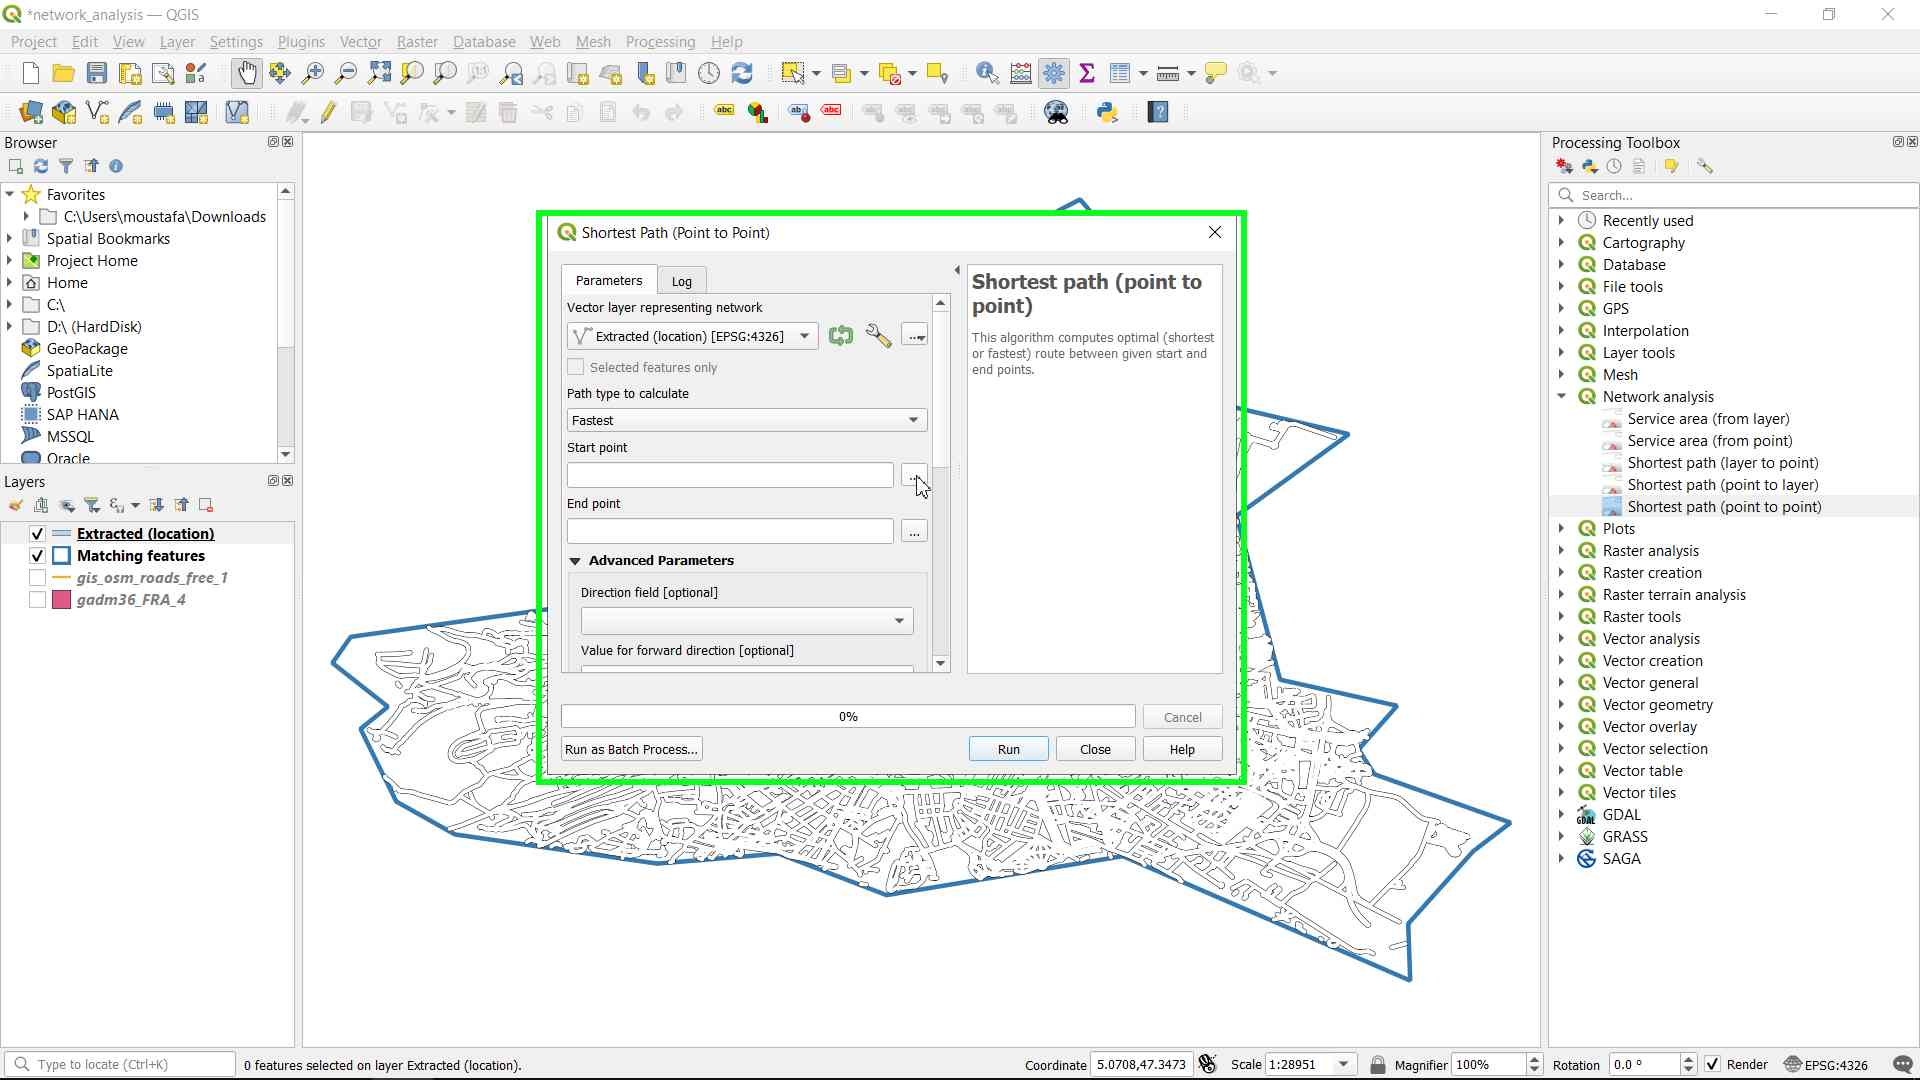 *network_analysis — QGIS
Project Edit View Layer Settings Plugins Vector Raster Database Web Mesh Processing Help
Browser
Favorites
C:\Users\moustafa\Downloads
Spatial Bookmarks
Project Home
Home
C:\
D:\ (HardDisk)
GeoPackage
SpatiaLite
PostGIS
SAP HANA
MSSQL
Oracle
Layers
Extracted (location)
Matching features
gis_osm_roads_free_1
gadm36_FRA_4
Shortest Path (Point to Point)
Parameters Log
Vector layer representing network
Extracted (location) [EPSG:4326]
...
Selected features only
Path type to calculate
Fastest
Start point
...
End point
...
Advanced Parameters
Direction field [optional]
Value for forward direction [optional]
Shortest path (point to
point)
This algorithm computes optimal (shortest
or fastest) route between given start and
end points.
0%
Cancel
Run as Batch Process...
Run
Close
Help
Processing Toolbox
Search...
Recently used
Cartography
Database
File tools
GPS
Interpolation
Layer tools
Mesh
Network analysis
Service area (from layer)
Service area (from point)
Shortest path (layer to point)
Shortest path (point to layer)
Shortest path (point to point)
Plots
Raster analysis
Raster creation
Raster terrain analysis
Raster tools
Vector analysis
Vector creation
Vector general
Vector geometry
Vector overlay
Vector selection
Vector table
Vector tiles
GDAL
GRASS
SAGA
Type to locate (Ctrl+K)
0 features selected on layer Extracted (location).
Coordinate 5.0708,47.3473
Scale 1:28951
Magnifier 100%
Rotation 0.0 °
Render
EPSG:4326